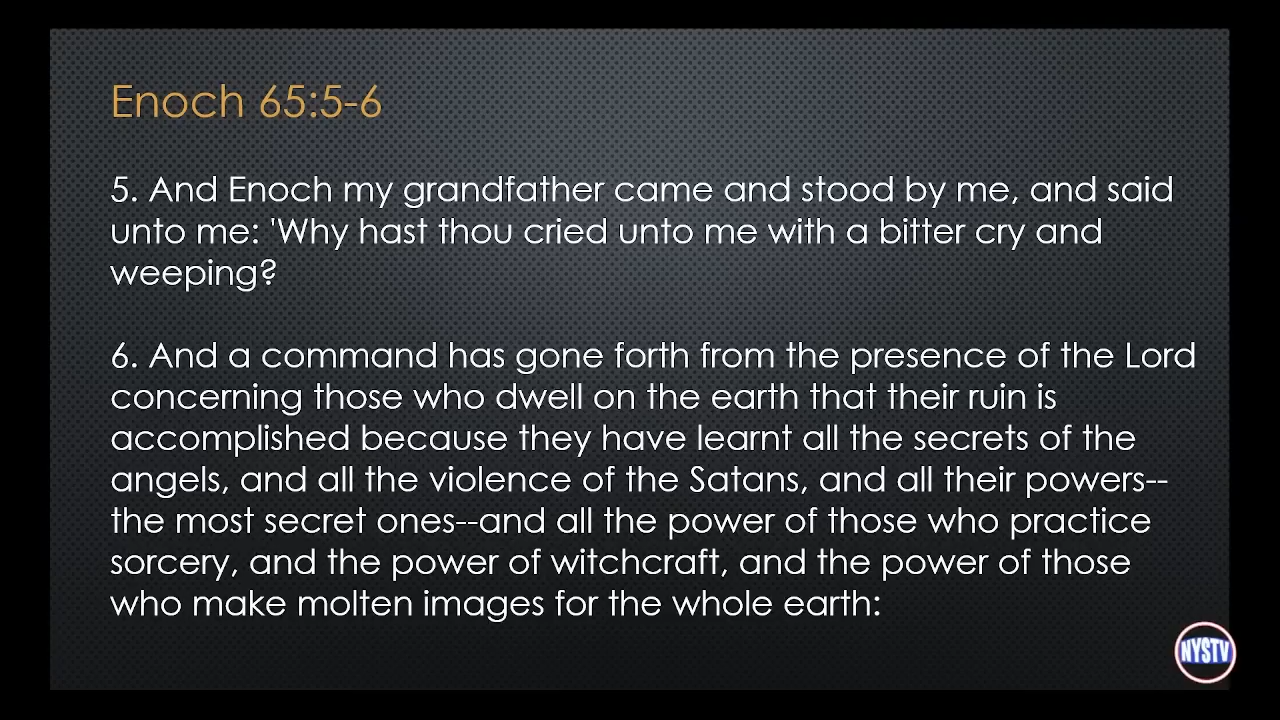 Enoch 65:5-6
5. And Enoch my grandfather came and stood by me, and said
unto me: 'Why hast thou cried unto me with a bitter cry and
weeping?
6. And a command has gone forth from the presence of the Lord
concerning those who dwell on the earth that their ruin is
accomplished because they have learnt all the secrets of the
angels, and all the violence of the Satans, and all their powers--
the most secret ones--and all the power of those who practice
sorcery, and the power of witchcraft, and the power of those
who make molten images for the whole earth:
NYSTV